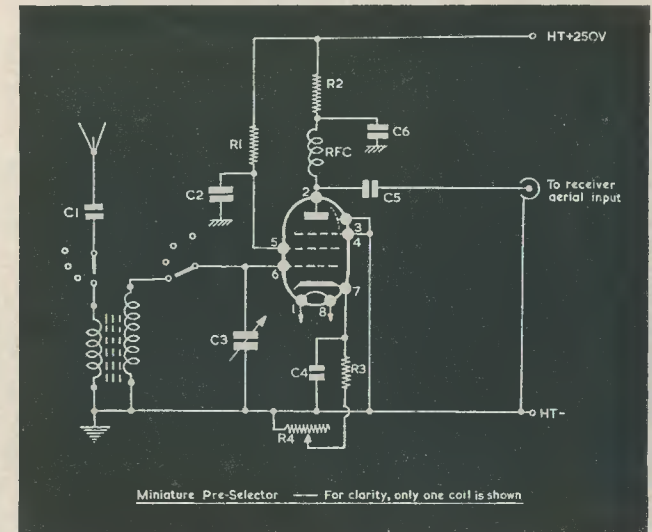 HT+250V
R2
R1
C6
RFC
C1
C2
C5
To receiver
aerial input
2
3
4
5
6
7
1
8
C3
C4
R3
R4
HT-
Miniature Pre-Selector — For clarity, only one coil is shown